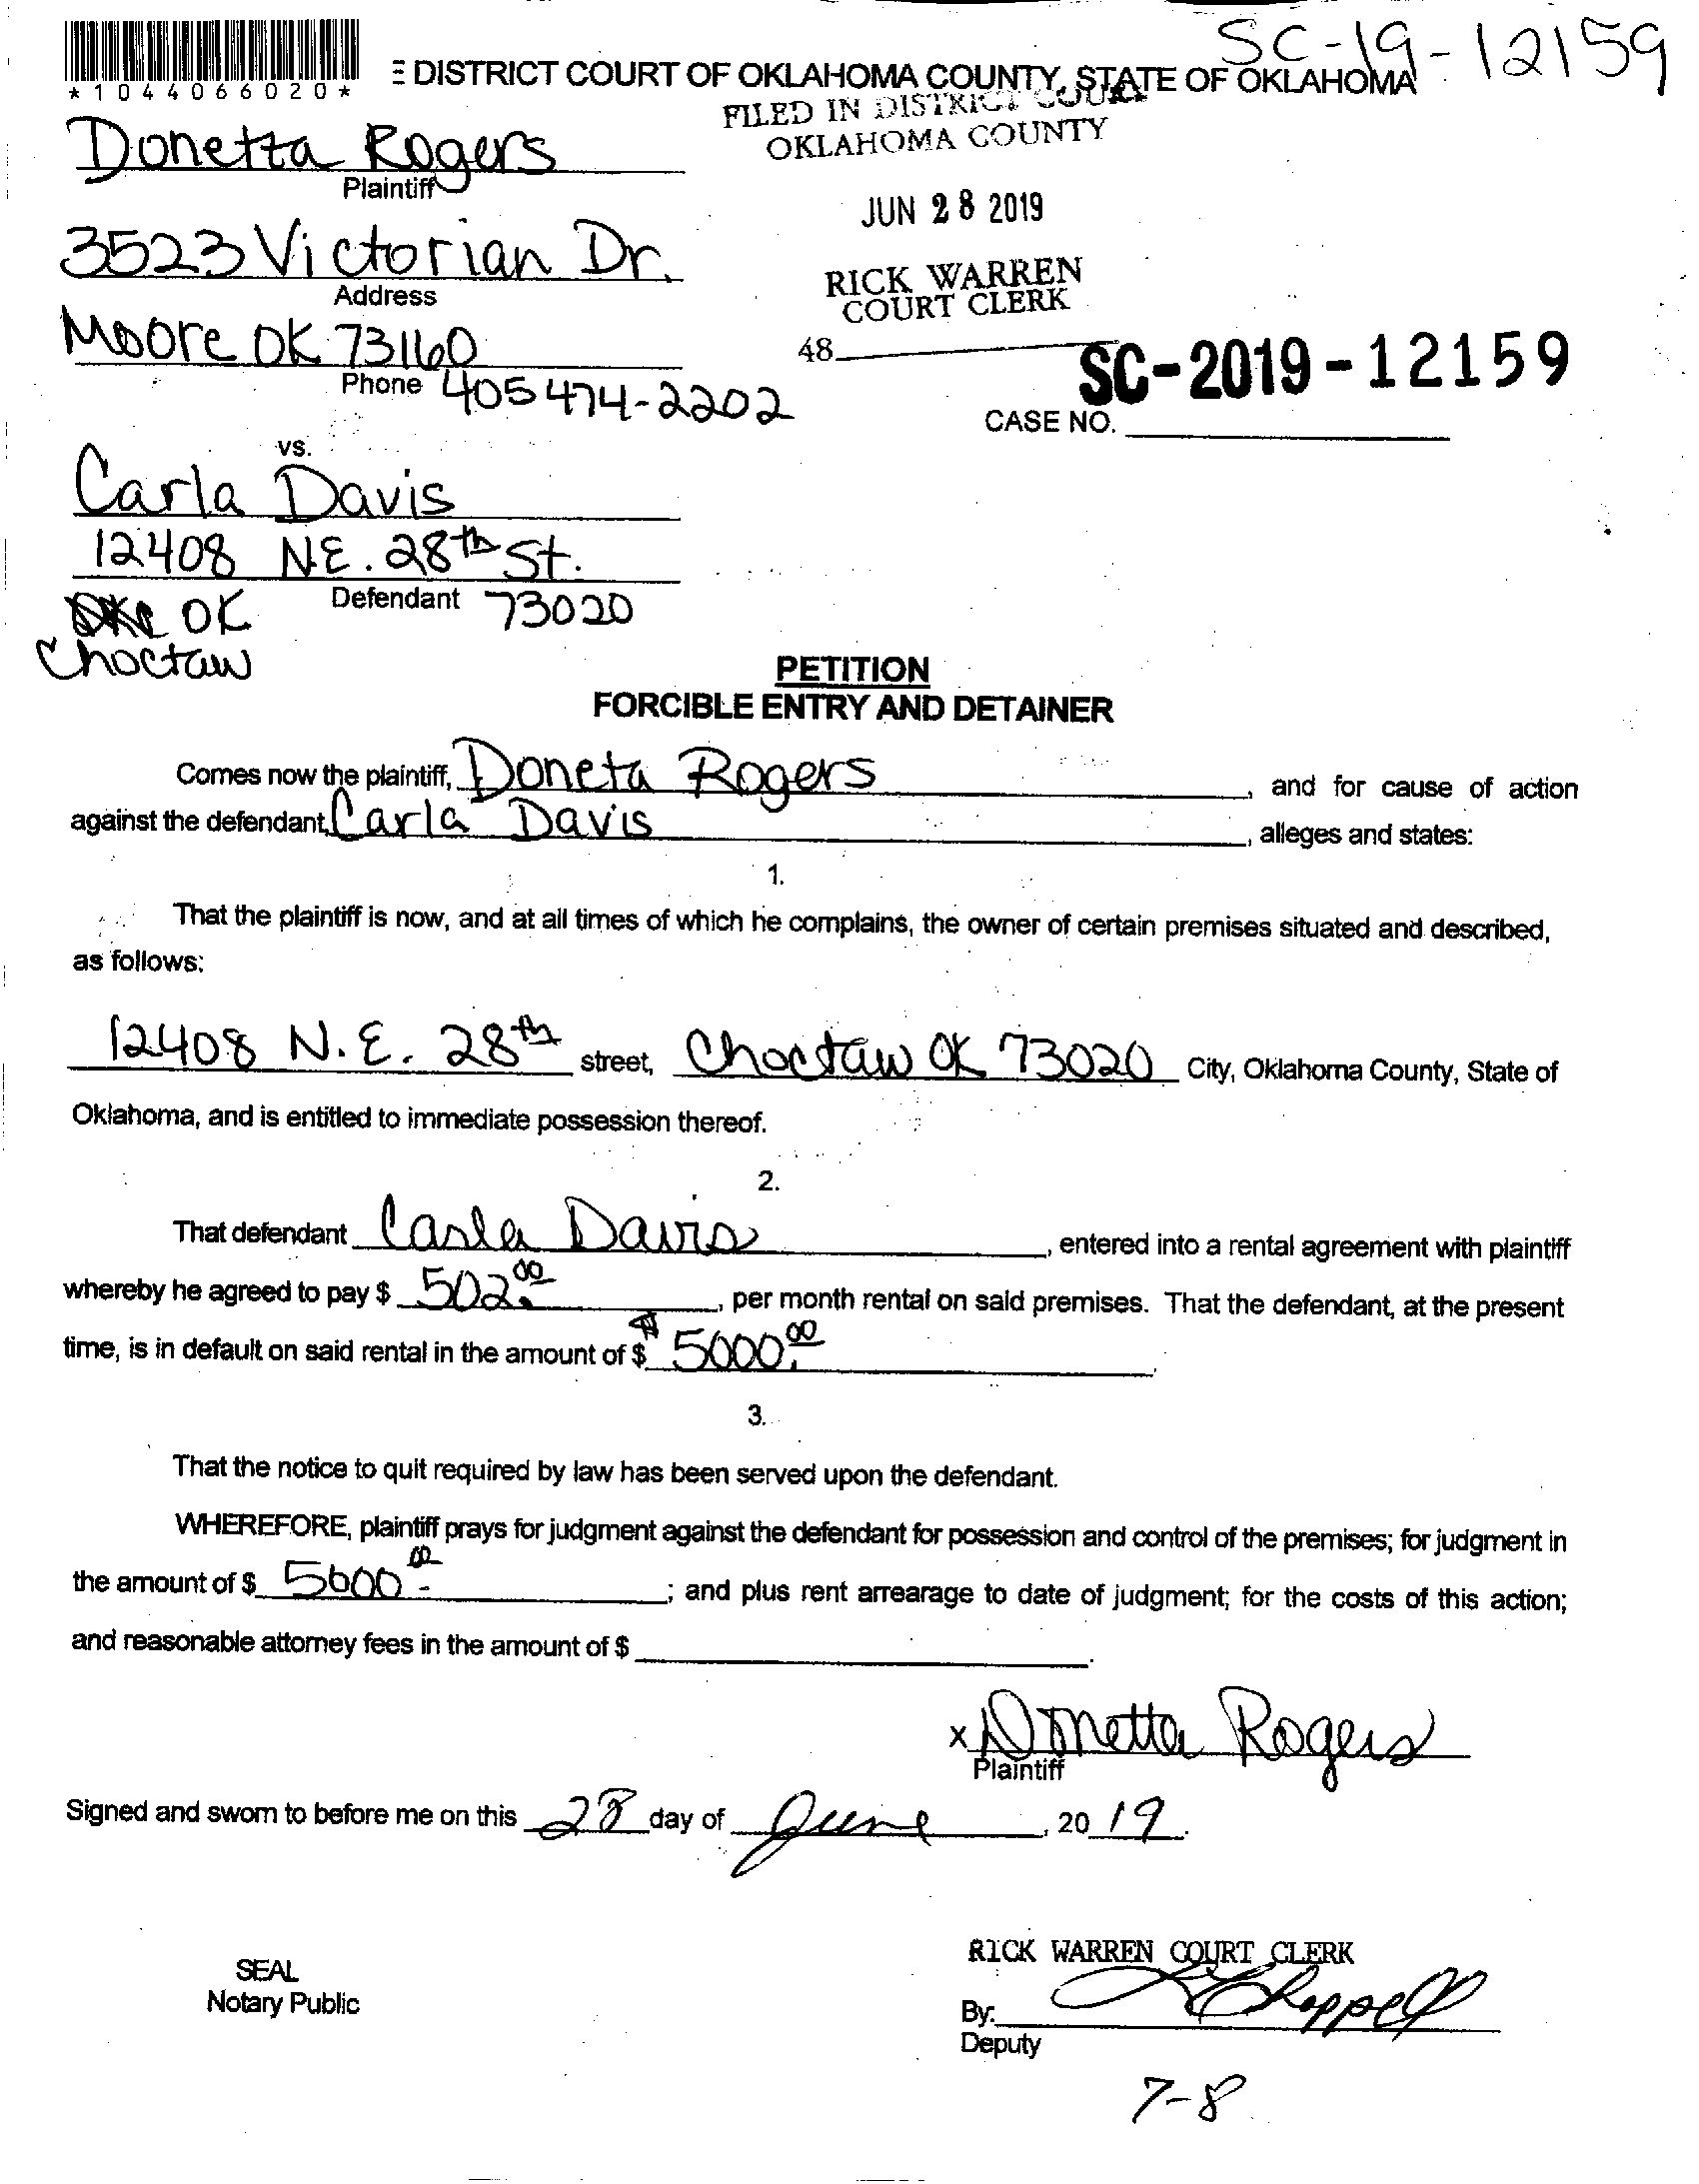 SC-19-12159
*1044066020*
E DISTRICT COURT OF OKLAHOMA COUNTY, STATE OF OKLAHOMA
FILED IN DISTRICT COURT
OKLAHOMA COUNTY
Donetta Rogers
Plaintiff
JUN 28 2019
3523 Victorian Dr.
Address
RICK WARREN
COURT CLERK
Moore OK 73160
48
Phone 405 474-2202
SC-2019-12159
CASE NO.
vs.
Carla Davis
12408 NE. 28th St.
Defendant 73020
OK
Choctaw
PETITION
FORCIBLE ENTRY AND DETAINER
Comes now the plaintiff, Doneta Rogers, and for cause of action
against the defendant, Carla Davis, alleges and states:
1.
That the plaintiff is now, and at all times of which he complains, the owner of certain premises situated and described,
as follows:
12408 N.E. 28th street, Choctaw OK 73020 City, Oklahoma County, State of
Oklahoma, and is entitled to immediate possession thereof.
2.
That defendant Carla Davis, entered into a rental agreement with plaintiff
whereby he agreed to pay $ 502.00, per month rental on said premises. That the defendant, at the present
time, is in default on said rental in the amount of $ 5000.00.
3.
That the notice to quit required by law has been served upon the defendant.
WHEREFORE, plaintiff prays for judgment against the defendant for possession and control of the premises; for judgment in
the amount of $ 5000.00; and plus rent arrearage to date of judgment; for the costs of this action;
and reasonable attorney fees in the amount of $ .
x Donetta Rogers
Plaintiff
Signed and sworn to before me on this 28 day of June, 2019.
RICK WARREN COURT CLERK
SEAL
Notary Public
By: Chappell
Deputy
7-8